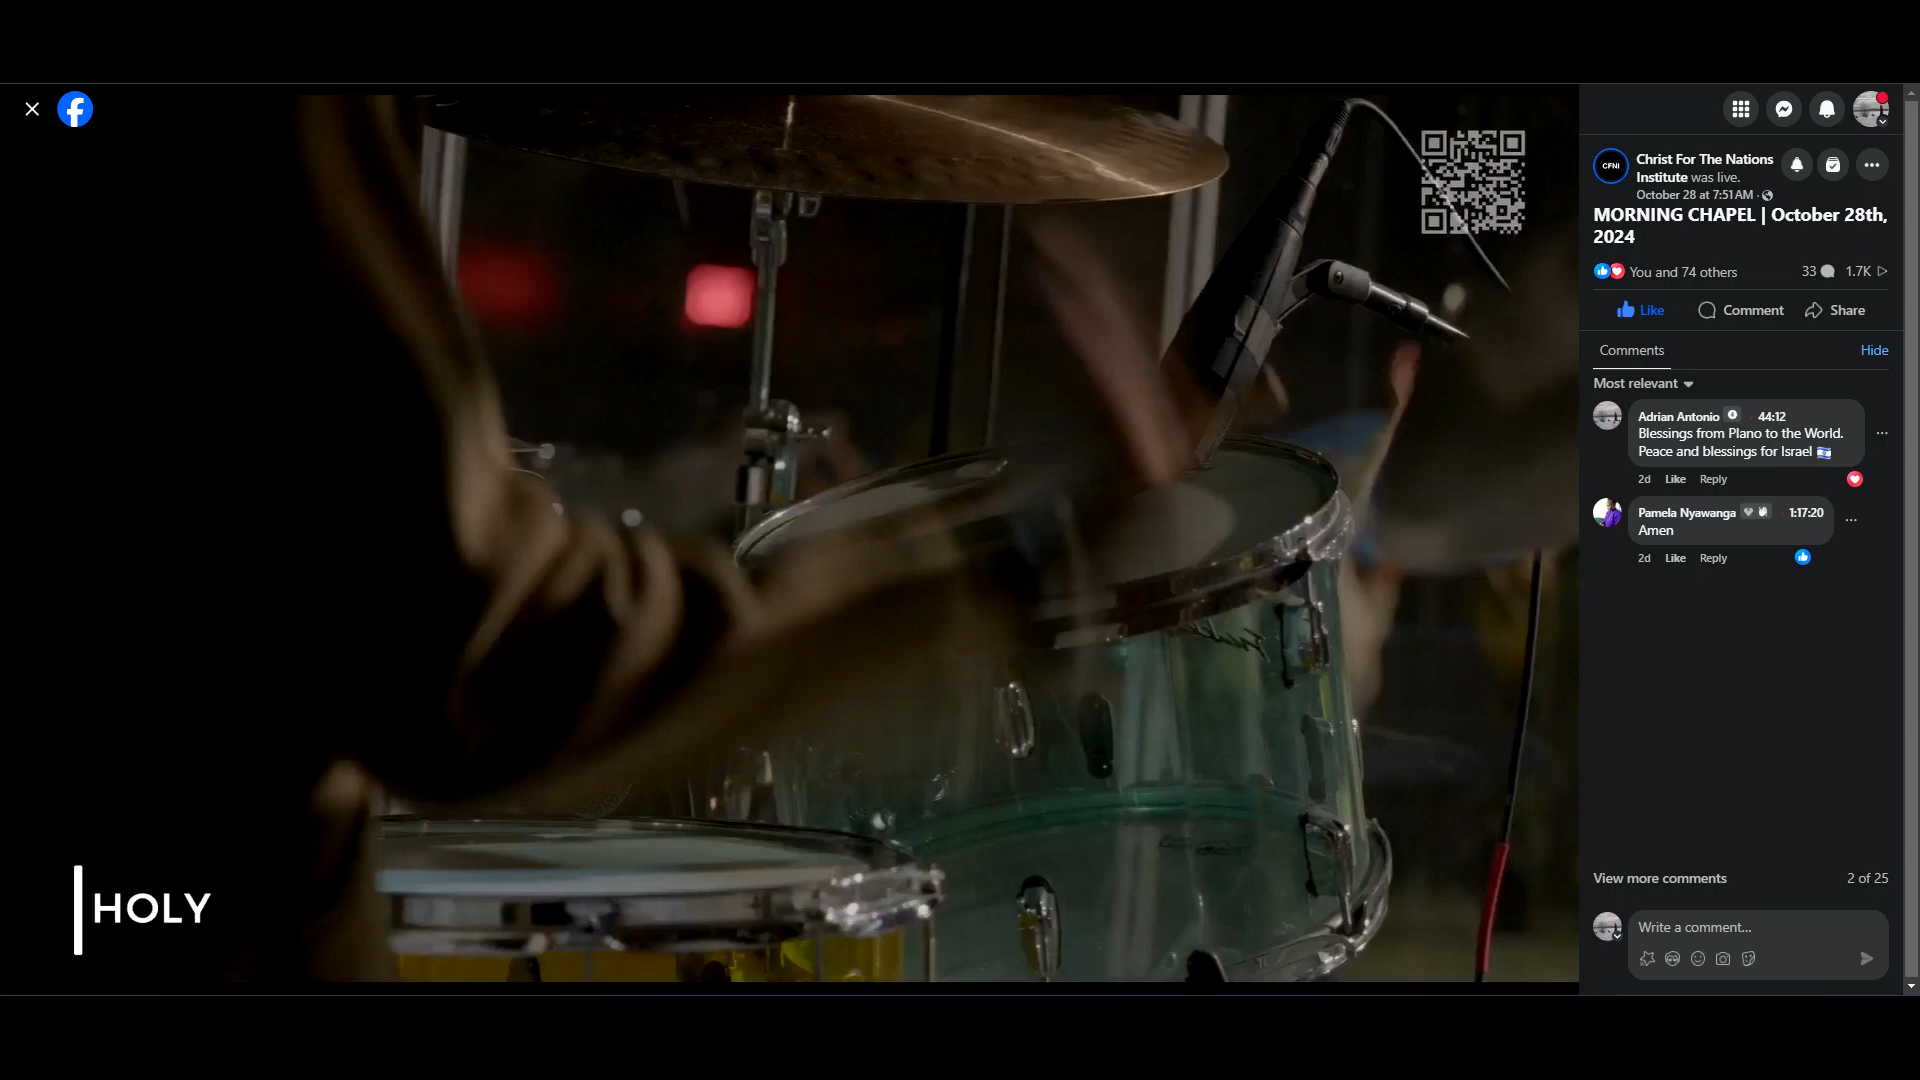 HOLY
CFNI
Christ For The Nations
Institute was live.
October 28 at 7:51 AM ·
MORNING CHAPEL | October 28th,
2024
You and 74 others
33
1.7K
Like
Comment
Share
Comments
Hide
Most relevant
Adrian Antonio · 44:12
Blessings from Plano to the World.
Peace and blessings for Israel 🇮🇱
2d Like Reply
Pamela Nyawanga · 1:17:20
Amen
2d Like Reply
View more comments
2 of 25
Write a comment...